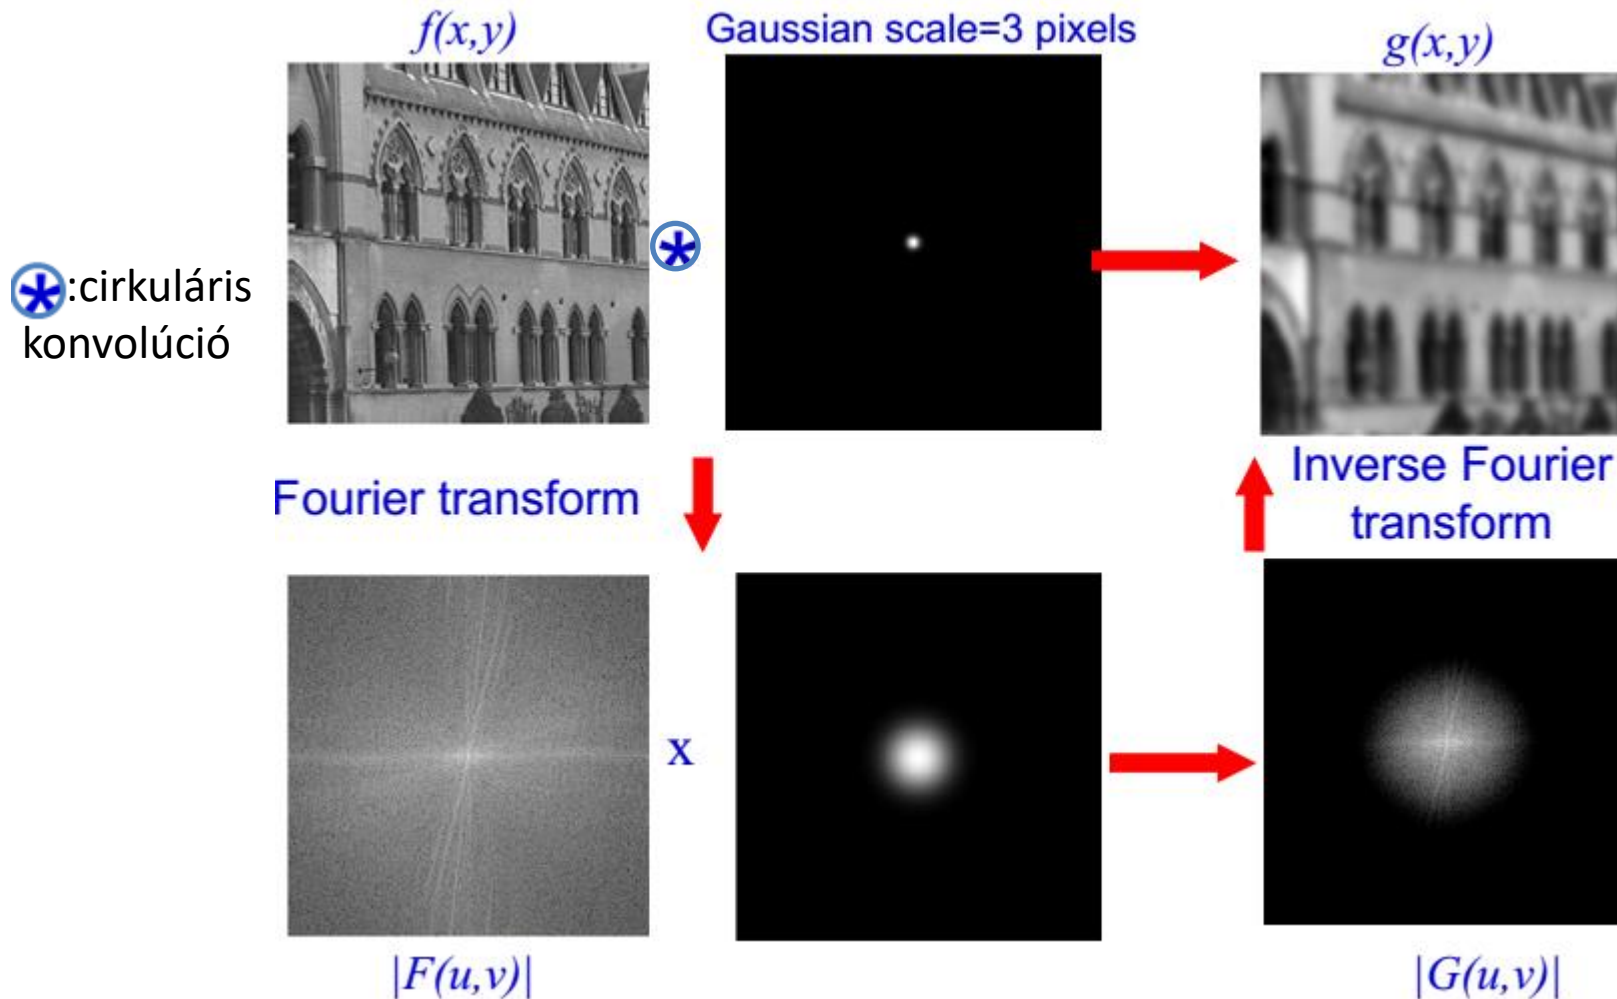 f(x,y)
Gaussian scale=3 pixels
g(x,y)
*
*:cirkuláris
konvolúció
Fourier transform
Inverse Fourier
transform
x
|F(u,v)|
|G(u,v)|